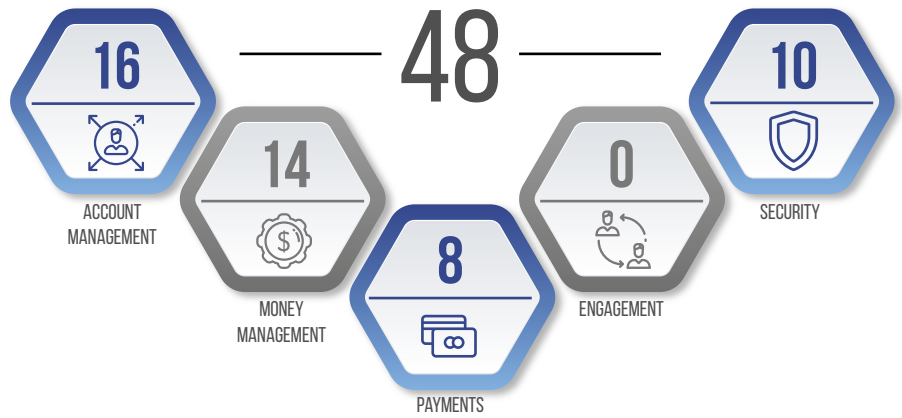 48
16
ACCOUNT
MANAGEMENT
14
$
MONEY
MANAGEMENT
8
PAYMENTS
0
ENGAGEMENT
10
SECURITY